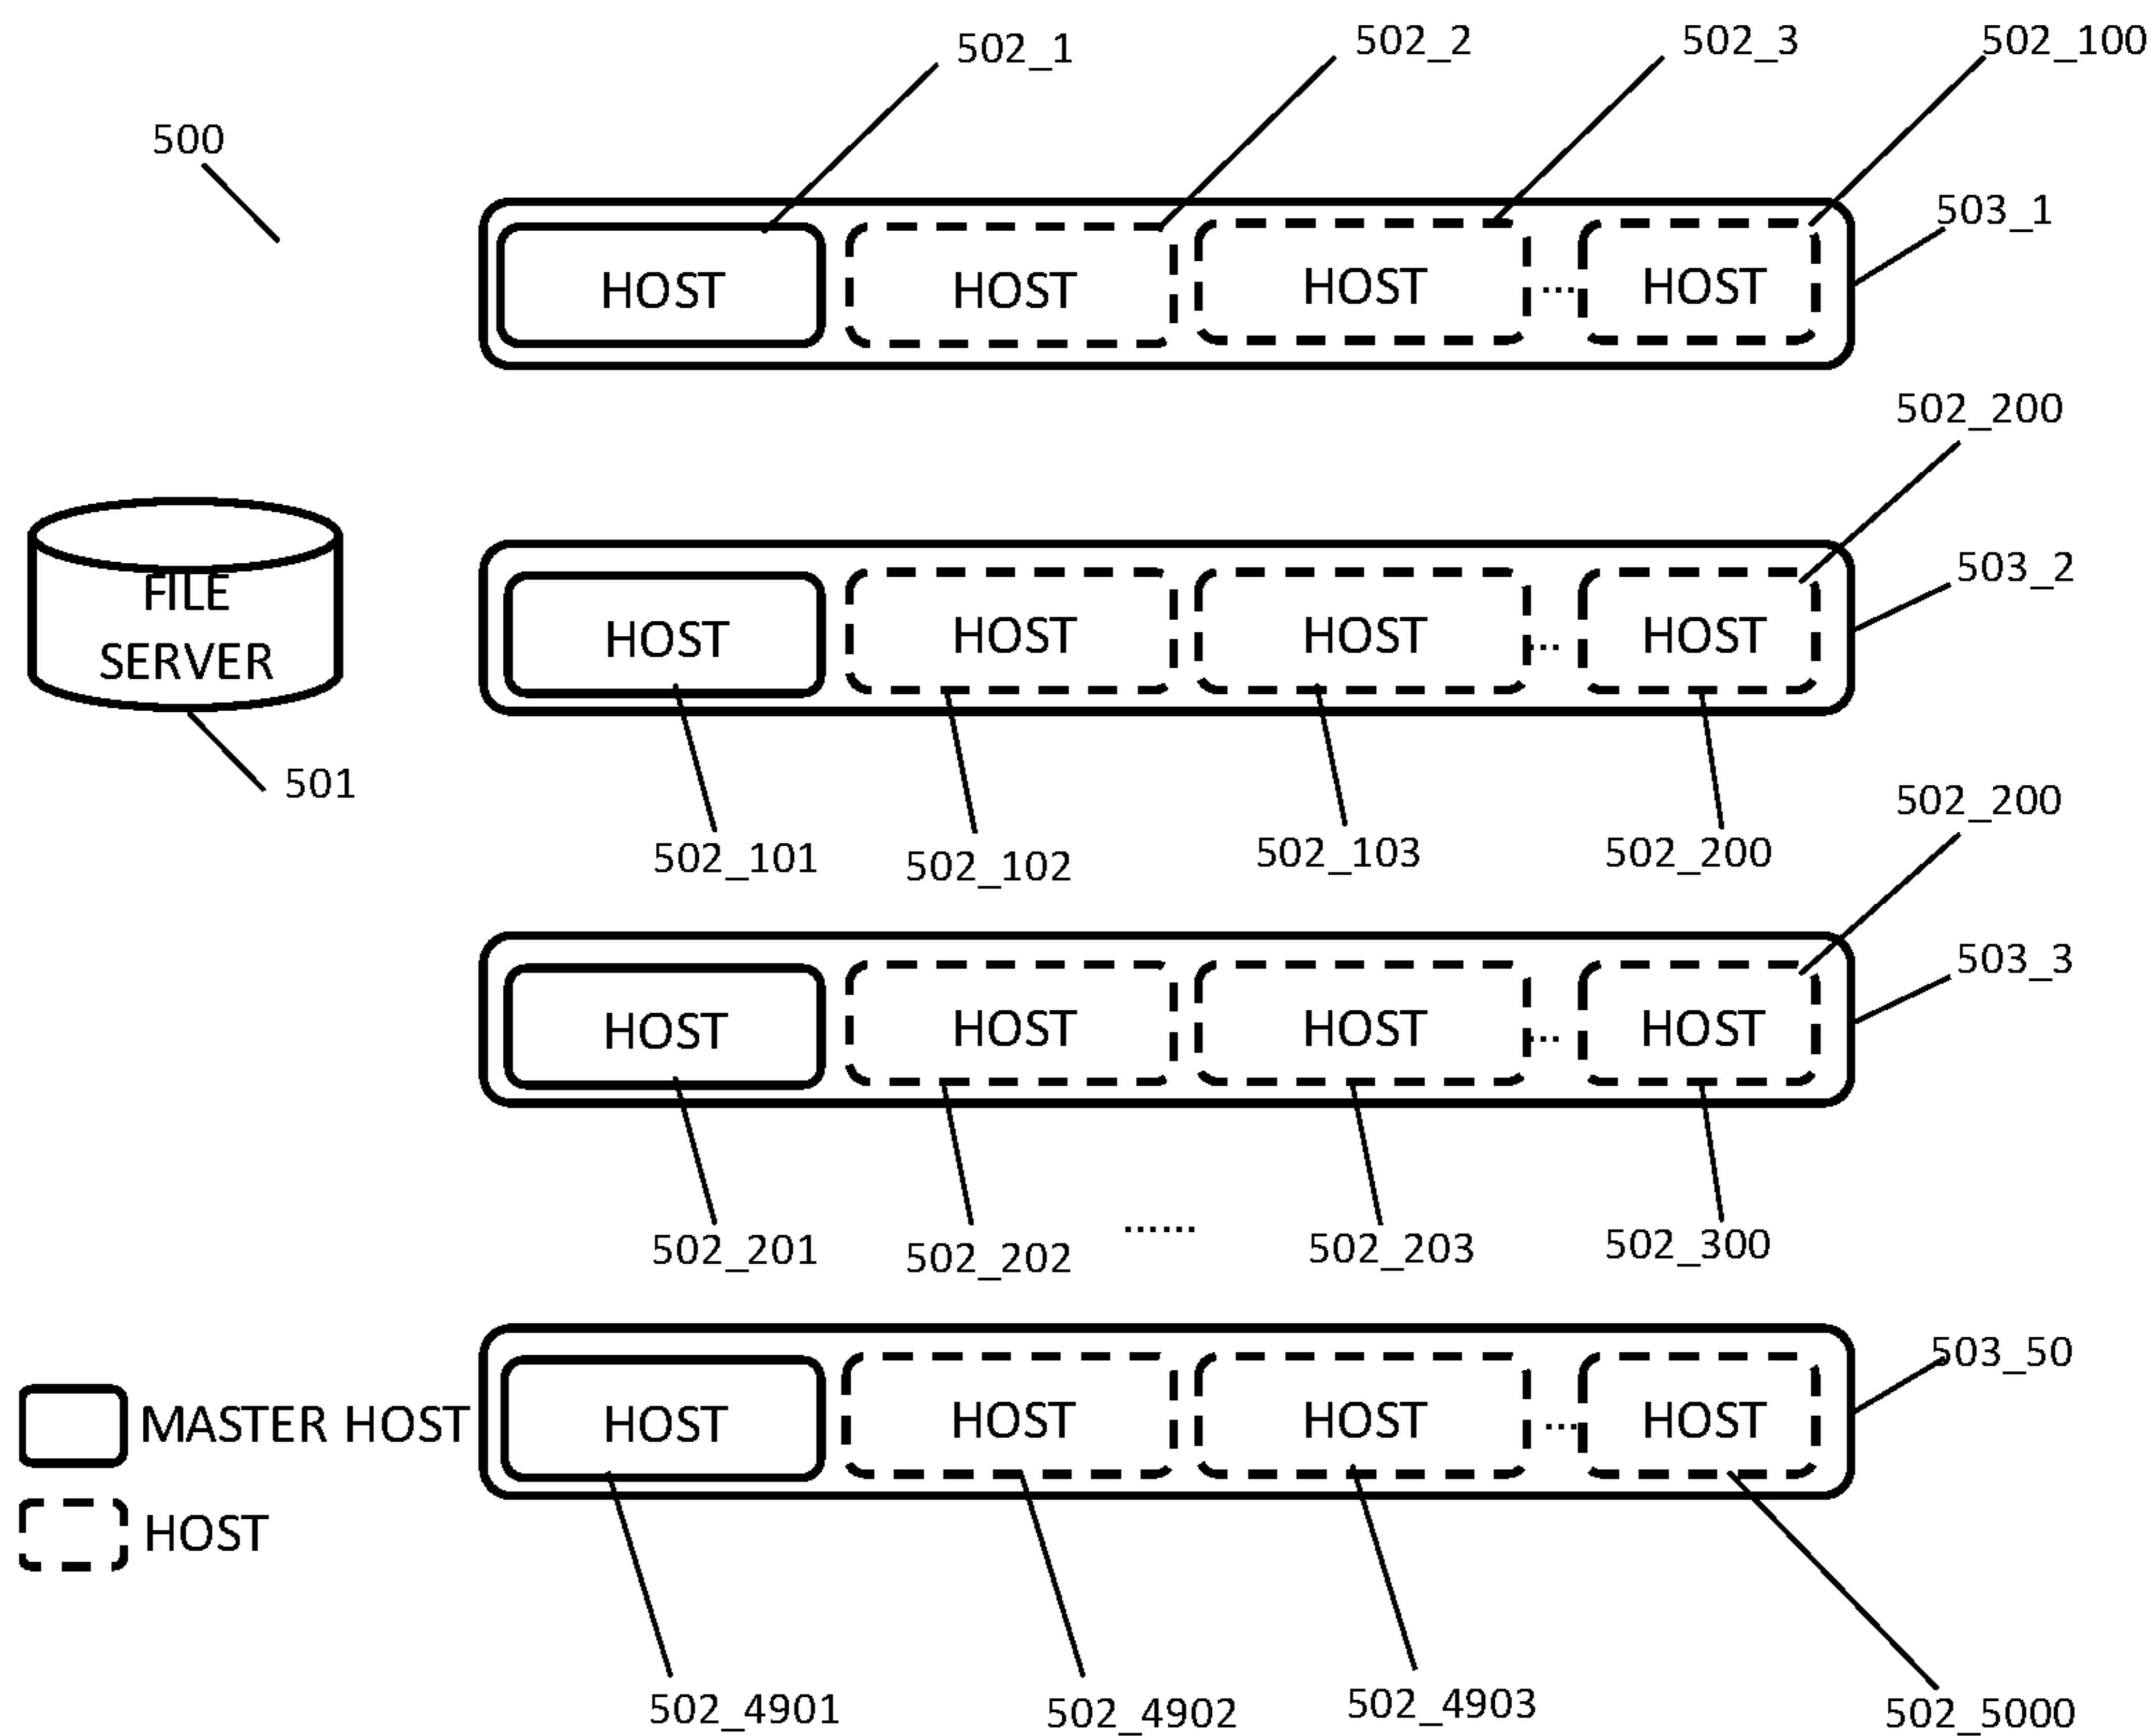 502_1 502_2 502_3 502_100
500
503_1
HOST HOST HOST ... HOST
502_200
503_2
FILE
SERVER
HOST HOST HOST ... HOST
501
502_101 502_102 502_103 502_200
502_200
503_3
HOST HOST HOST ... HOST
502_201 502_202 ...... 502_203 502_300
503_50
MASTER HOST
HOST HOST HOST ... HOST
HOST
502_4901 502_4902 502_4903 502_5000